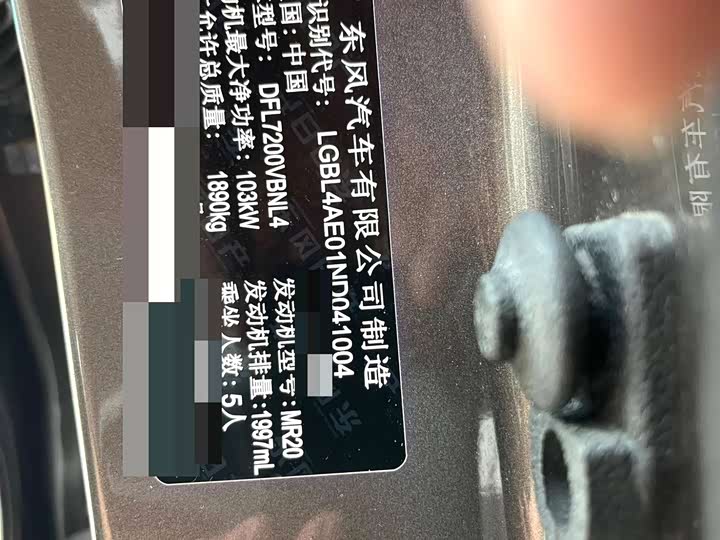 东风汽车有限公司制造
识别代号: LGBL4AE01ND041004
国: 中国
型号: DFL7200VBNL4 发动机型号:MR20
机最大净功率: 103kW 发动机排量:1997mL
允许总质量: 1890kg 乘坐人数: 5人